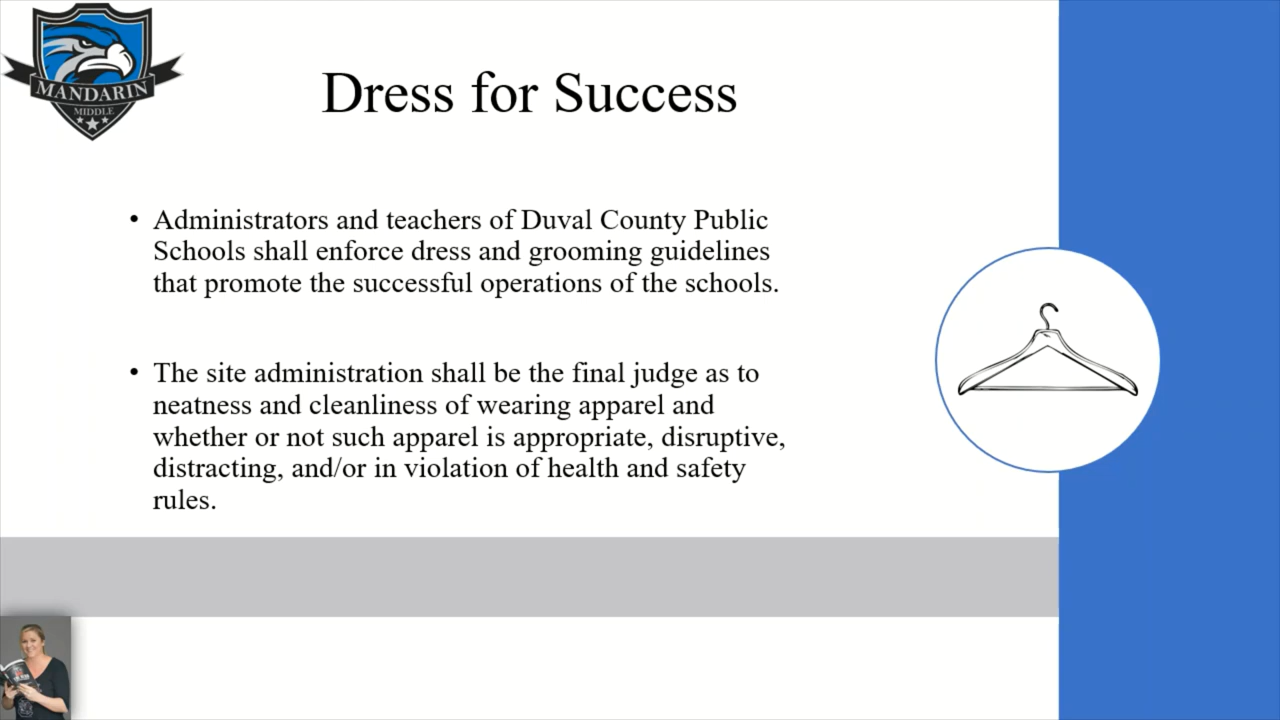 MANDARIN
MIDDLE
Dress for Success
• Administrators and teachers of Duval County Public
Schools shall enforce dress and grooming guidelines
that promote the successful operations of the schools.
• The site administration shall be the final judge as to
neatness and cleanliness of wearing apparel and
whether or not such apparel is appropriate, disruptive,
distracting, and/or in violation of health and safety
rules.